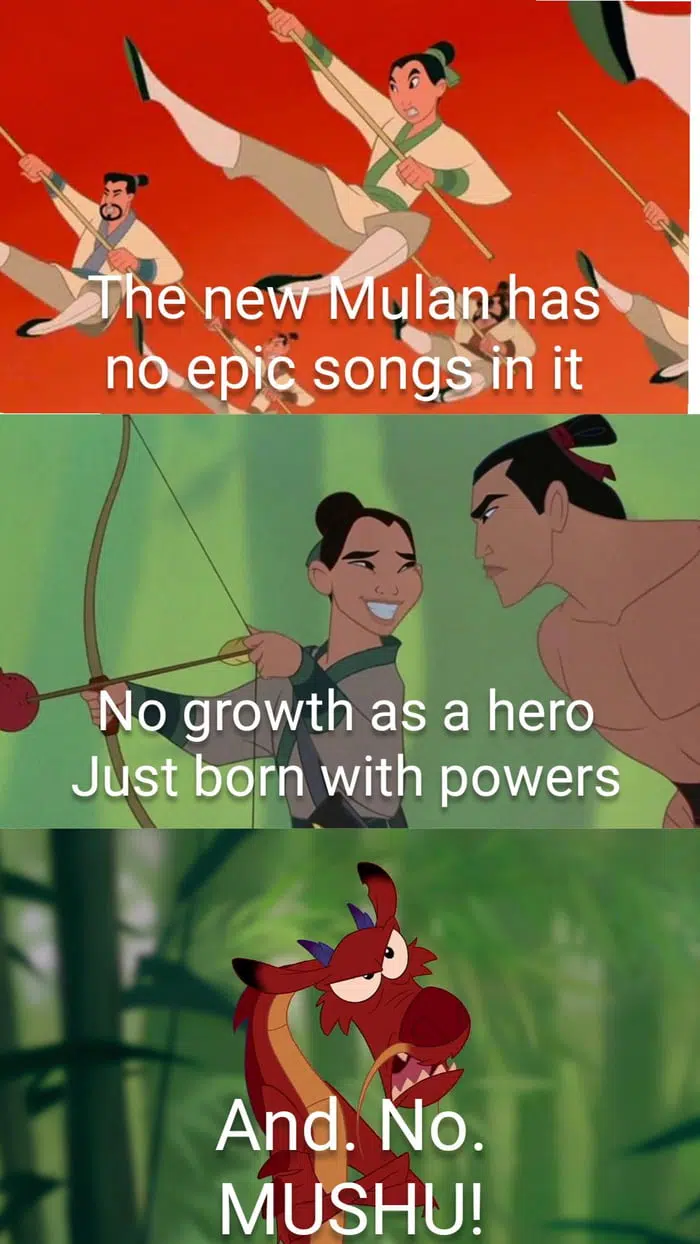 The new Mulan has
no epic songs in it
No growth as a hero
Just born with powers
And. No.
MUSHU!